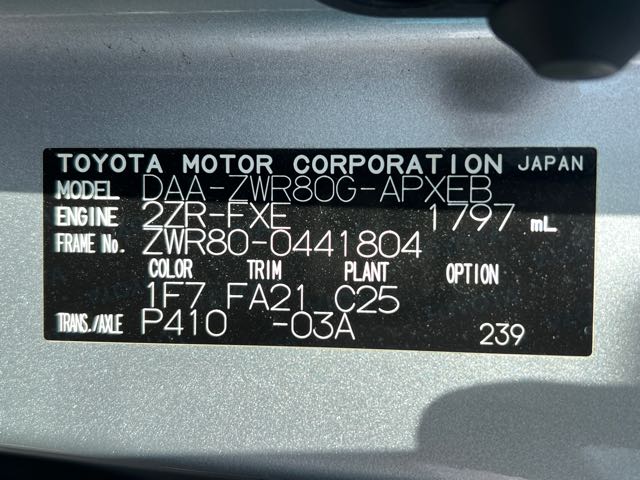 TOYOTA MOTOR CORPORATION JAPAN
MODEL DAA-ZWR80G-APXEB
ENGINE 2ZR-FXE 1797 mL
FRAME No. ZWR80-0441804
COLOR TRIM PLANT OPTION
1F7 FA21 C25
TRANS./AXLE P410 -03A 239